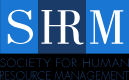 SHRM
SOCIETY FOR HUMAN
RESOURCE MANAGEMENT